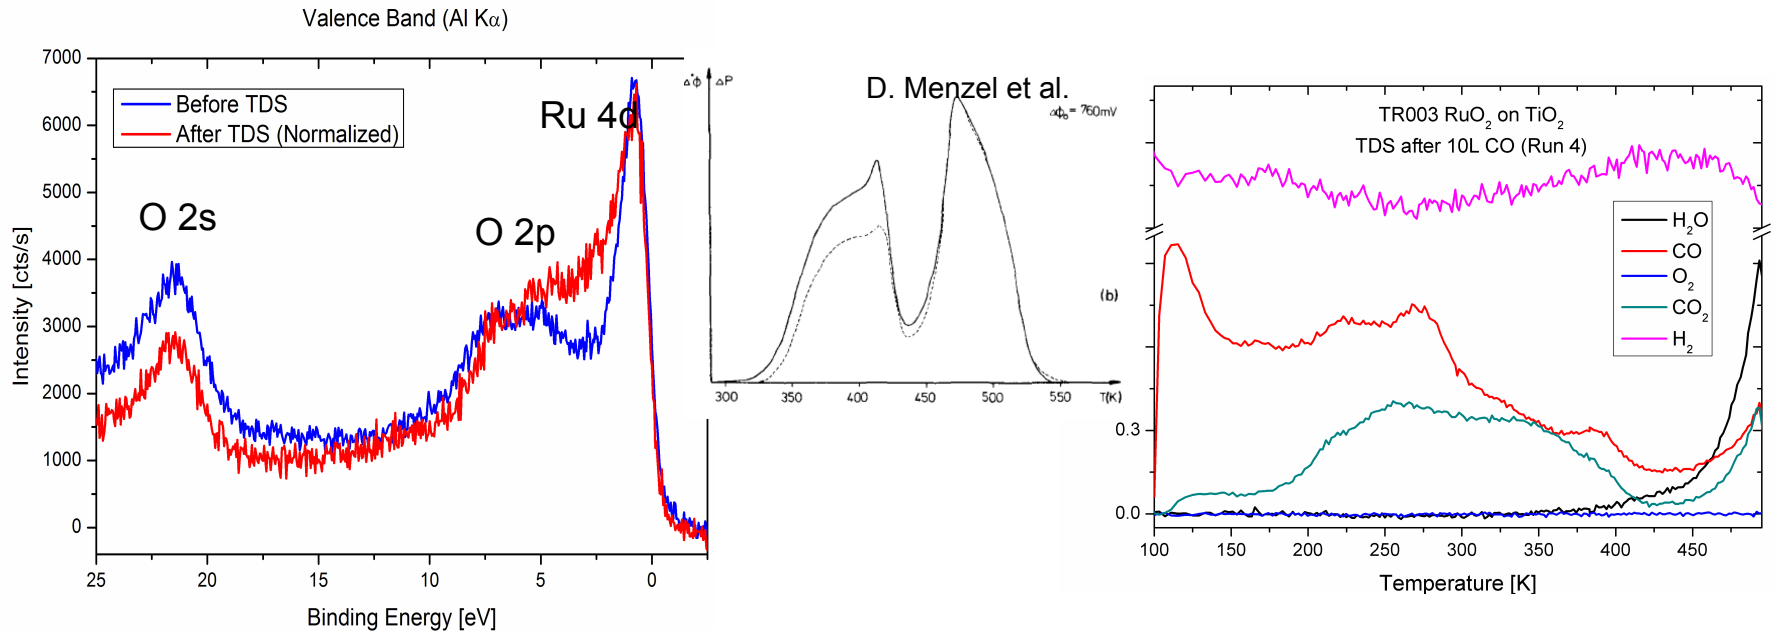 Valence Band (Al Kα)
7000
6000
5000
4000
3000
2000
1000
0
Intensity [cts/s]
Before TDS
After TDS (Normalized)
O 2s
O 2p
Ru 4d
25
20
15
10
5
0
Binding Energy [eV]
ΔP
D. Menzel et al.
= 760mV
(b)
300
350
400
450
500
550
T(K)
TR003 RuO₂ on TiO₂
TDS after 10L CO (Run 4)
H₂O
CO
O₂
CO₂
H₂
0.3
0.0
100
150
200
250
300
350
400
450
Temperature [K]